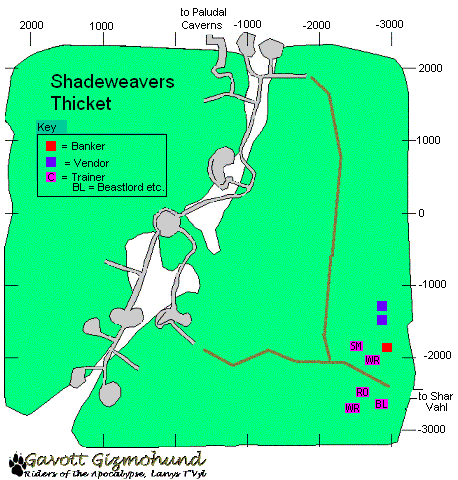 to Paludal
Caverns
2000 1000 -1000 -2000 -3000
Shadeweavers
Thicket
Key
= Banker
= Vendor
C = Trainer
BL = Beastlord etc.
2000
1000
0
-1000
SM
WR
-2000
RO
BL
WR
to Shar
Vahl
-3000
Gavott Gizmohund
Riders of the Apocalypse, Lanys T'Vyl